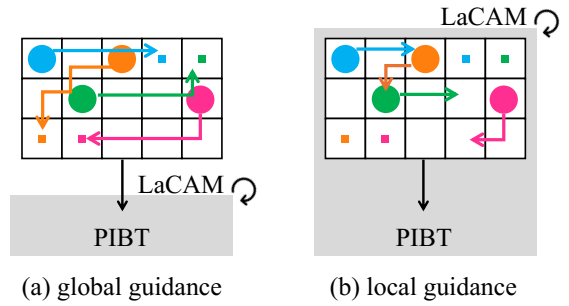 LaCAM
LaCAM
PIBT
PIBT
(a) global guidance
(b) local guidance